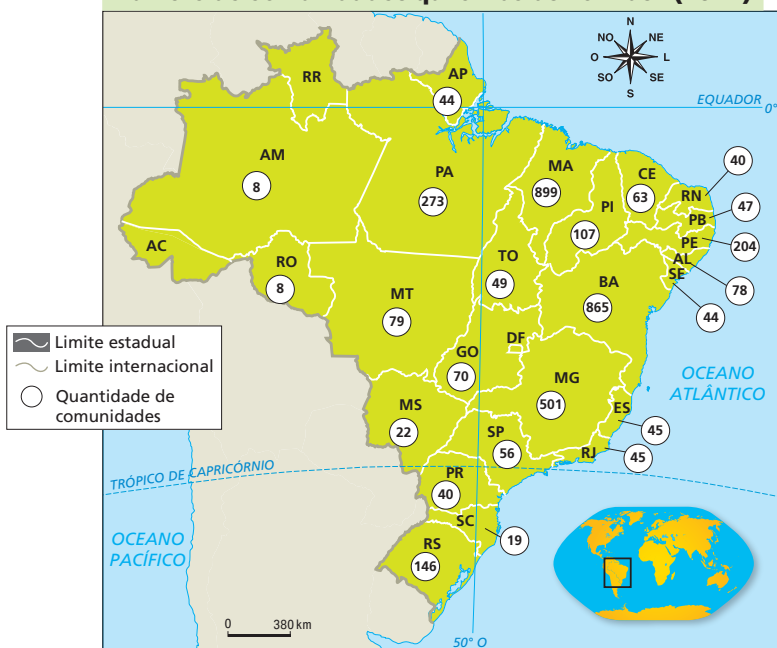 N
NO NE
O L
SO SE
S
EQUADOR 0°
RR
AP
44
AM
8
PA
273
MA
899
CE
63
RN
40
PB
47
PI
107
PE
204
AL
78
SE
44
AC
RO
8
TO
49
BA
865
MT
79
DF
GO
70
MG
501
ES
45
MS
22
SP
56
RJ
45
PR
40
SC
19
RS
146
OCEANO
ATLÂNTICO
TRÓPICO DE CAPRICÓRNIO
OCEANO
PACÍFICO
Limite estadual
Limite internacional
Quantidade de
comunidades
0 380 km
50° O